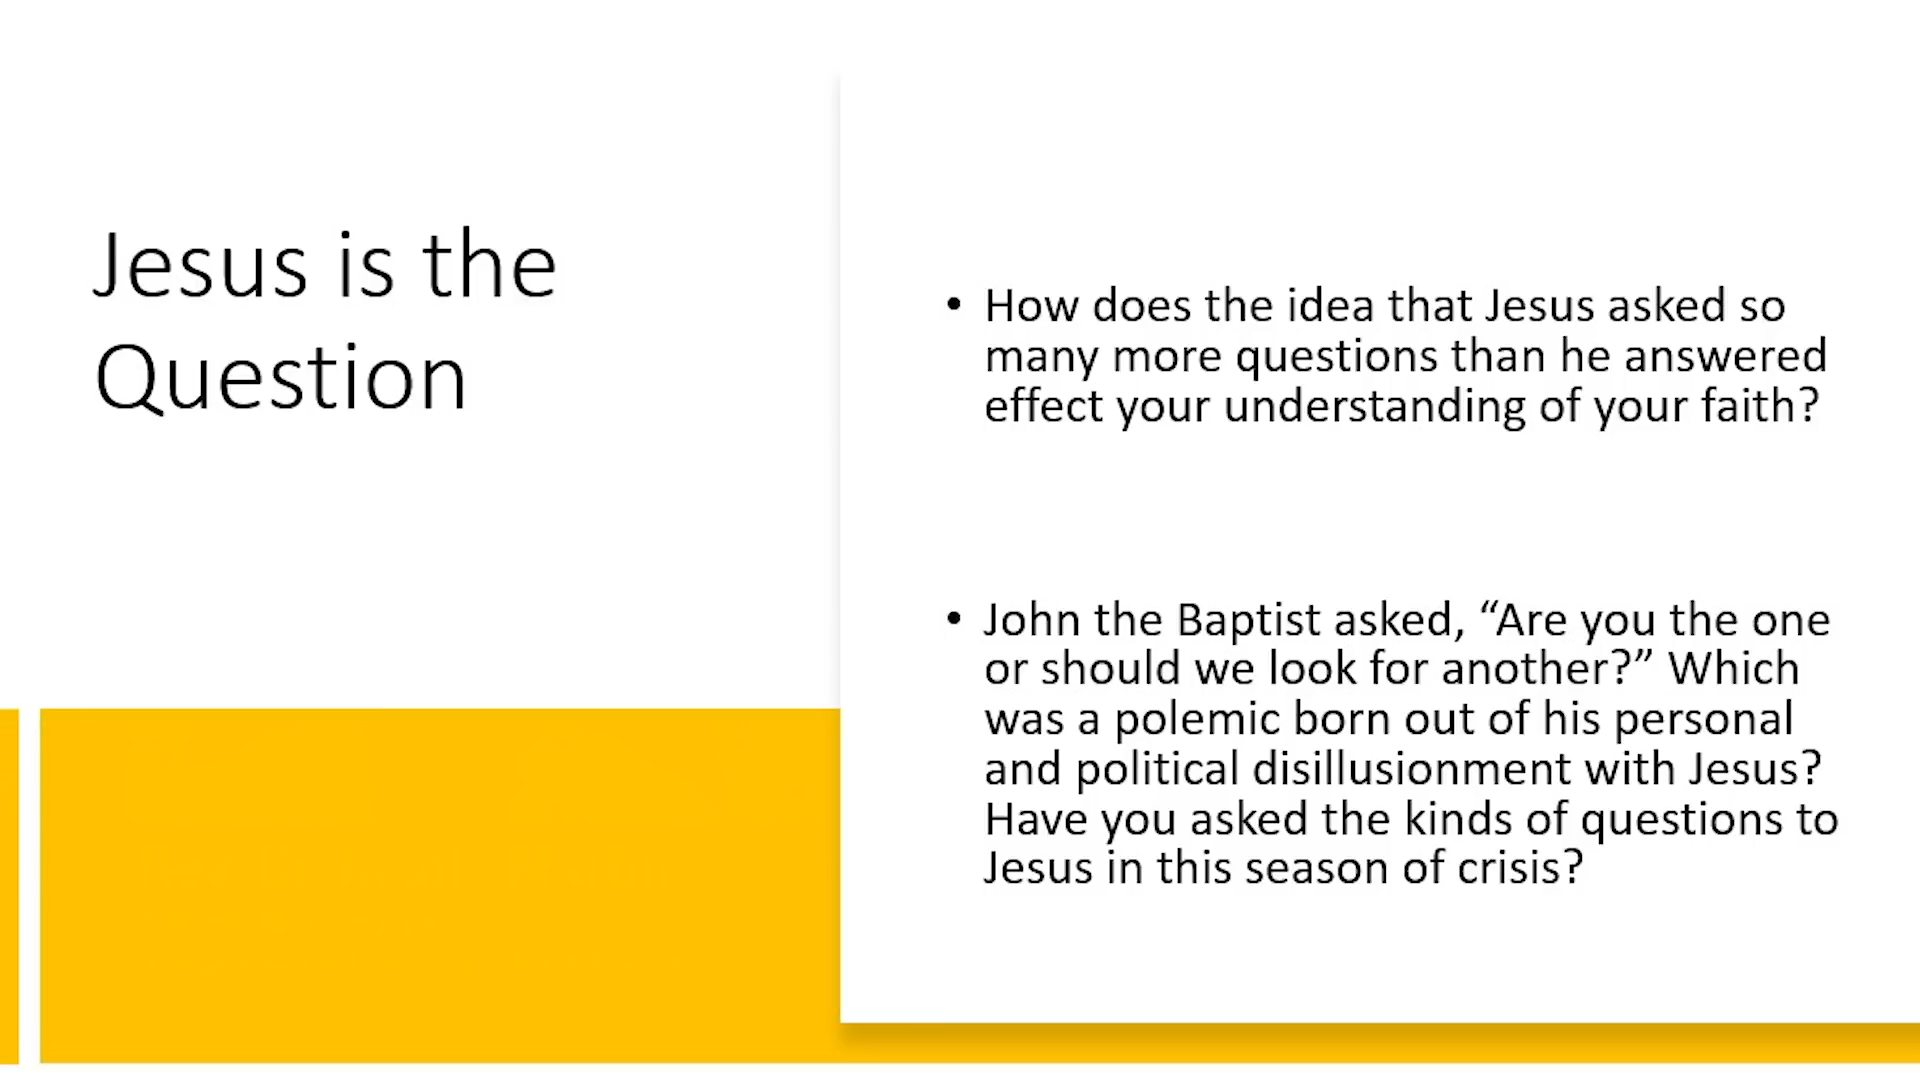 Jesus is the
Question
• How does the idea that Jesus asked so
many more questions than he answered
effect your understanding of your faith?
• John the Baptist asked, “Are you the one
or should we look for another?” Which
was a polemic born out of his personal
and political disillusionment with Jesus?
Have you asked the kinds of questions to
Jesus in this season of crisis?